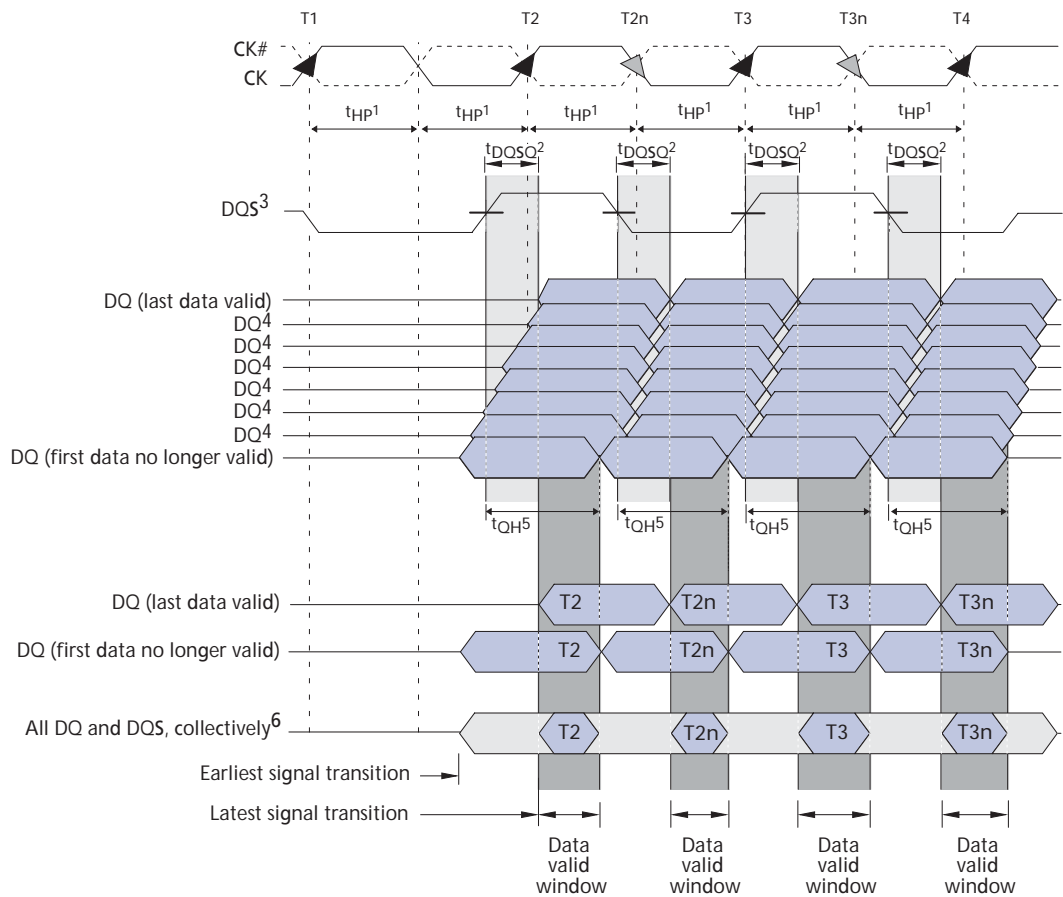 T1 T2 T2n T3 T3n T4
CK#
CK
tHP1 tHP1 tHP1 tHP1 tHP1 tHP1
tDQSQ2 tDQSQ2 tDQSQ2 tDQSQ2
DQS3
DQ (last data valid)
DQ4
DQ4
DQ4
DQ4
DQ4
DQ4
DQ (first data no longer valid)
tQH5 tQH5 tQH5 tQH5
DQ (last data valid) T2 T2n T3 T3n
DQ (first data no longer valid) T2 T2n T3 T3n
All DQ and DQS, collectively6 T2 T2n T3 T3n
Earliest signal transition
Latest signal transition
Data Data Data Data
valid valid valid valid
window window window window